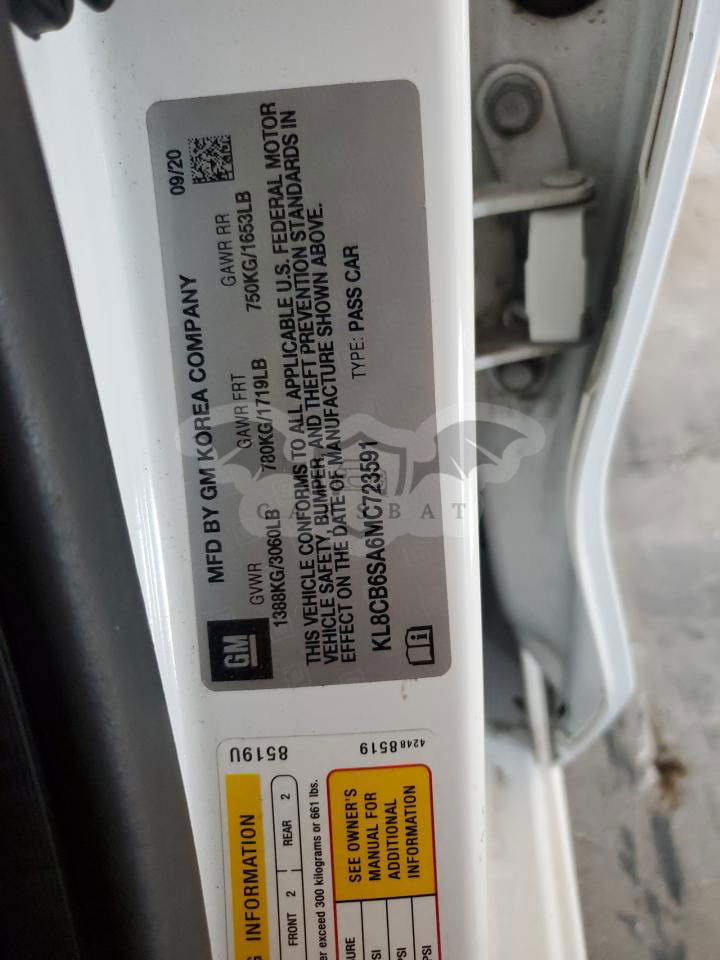 MFD BY GM KOREA COMPANY 09/20
GM
GVWR GAWR FRT GAWR RR
1388KG/3060LB 780KG/1719LB 750KG/1653LB
THIS VEHICLE CONFORMS TO ALL APPLICABLE U.S. FEDERAL MOTOR
VEHICLE SAFETY, BUMPER, AND THEFT PREVENTION STANDARDS IN
EFFECT ON THE DATE OF MANUFACTURE SHOWN ABOVE.
KL8CB6SA6MC723591 TYPE: PASS CAR
8519U
4248 8519
INFORMATION
FRONT 2 REAR 2
exceed 300 kilograms or 661 lbs.
SEE OWNER'S
MANUAL FOR
ADDITIONAL
INFORMATION